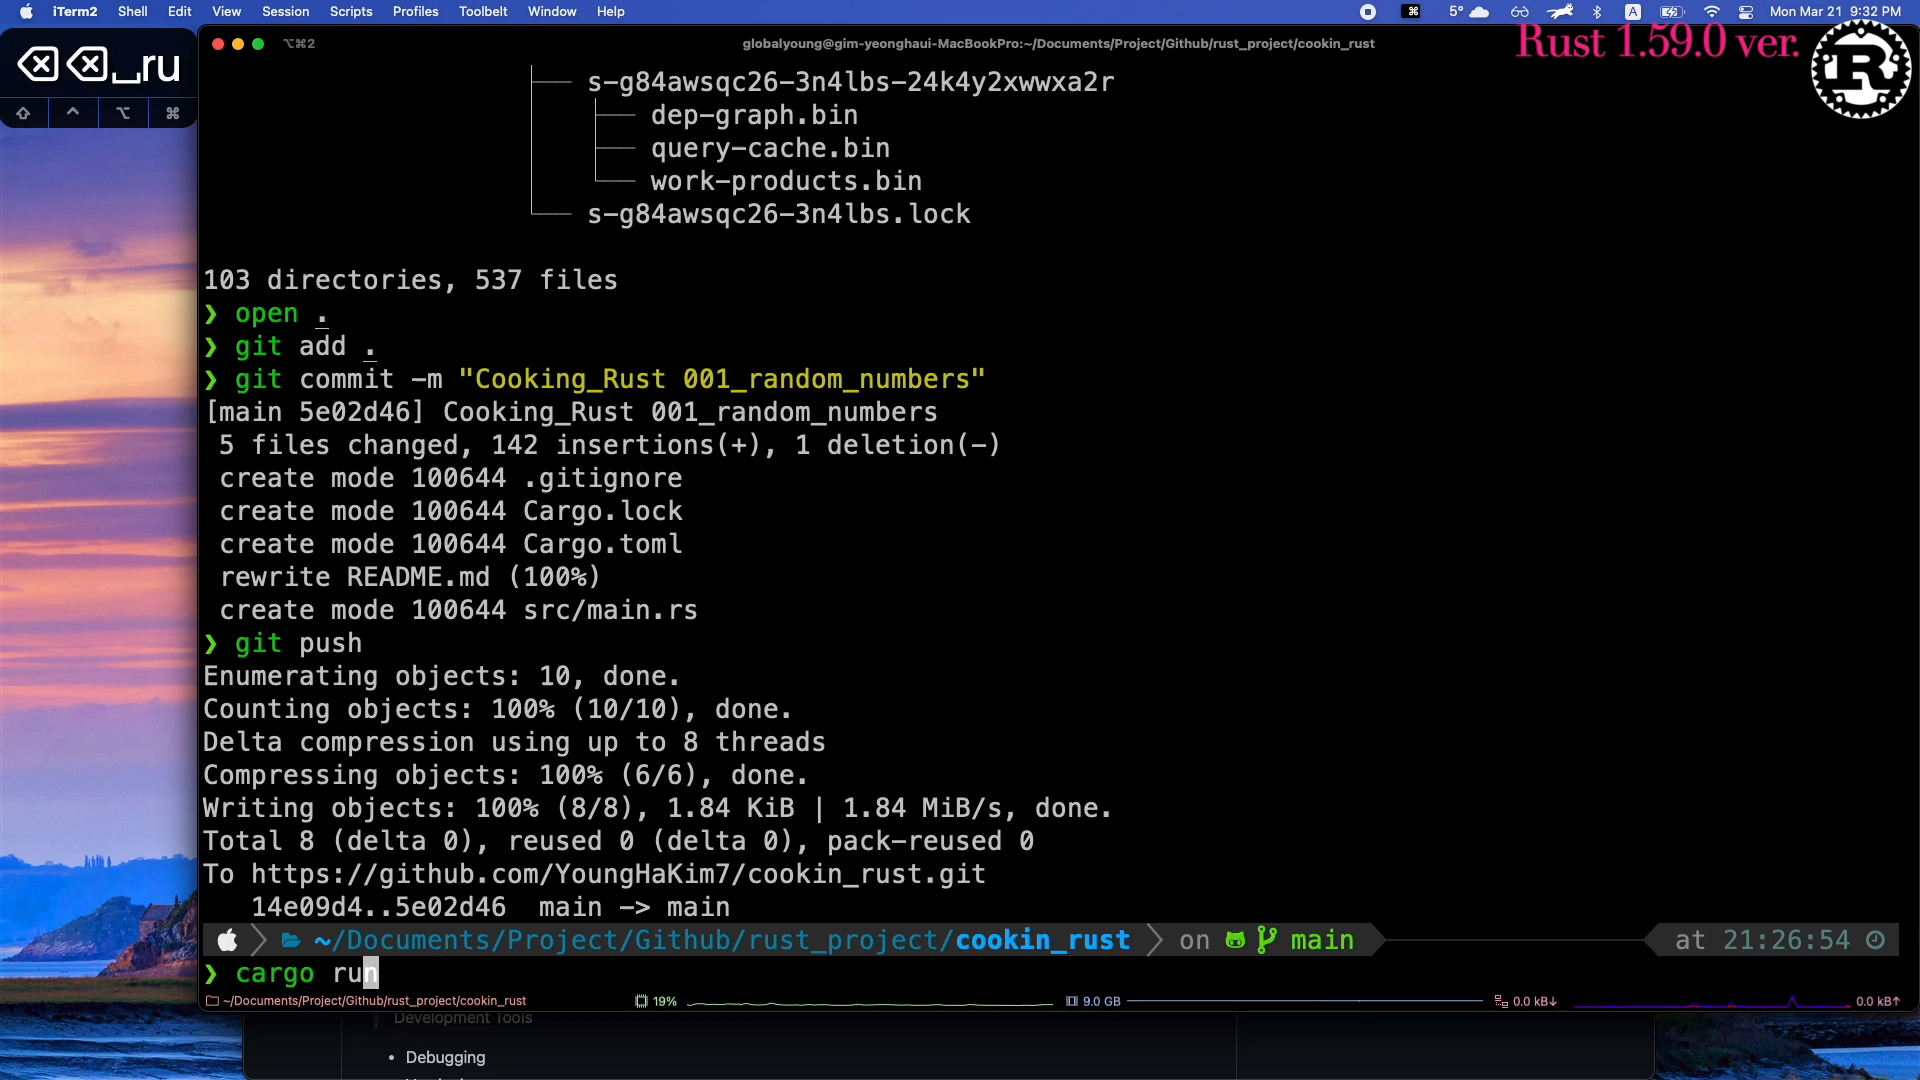 iTerm2 Shell Edit View Session Scripts Profiles Toolbelt Window Help 5° A Mon Mar 21 9:32 PM
⌫⌫␣ru
⇧ ^ ⌥ ⌘
⌥⌘2 globalyoung@gim-yeonghaui-MacBookPro:~/Documents/Project/Github/rust_project/cookin_rust
Rust 1.59.0 ver.
R
├── s-g84awsqc26-3n4lbs-24k4y2xwwxa2r
│   ├── dep-graph.bin
│   ├── query-cache.bin
│   └── work-products.bin
└── s-g84awsqc26-3n4lbs.lock
103 directories, 537 files
❯ open .
❯ git add .
❯ git commit -m "Cooking_Rust 001_random_numbers"
[main 5e02d46] Cooking_Rust 001_random_numbers
5 files changed, 142 insertions(+), 1 deletion(-)
create mode 100644 .gitignore
create mode 100644 Cargo.lock
create mode 100644 Cargo.toml
rewrite README.md (100%)
create mode 100644 src/main.rs
❯ git push
Enumerating objects: 10, done.
Counting objects: 100% (10/10), done.
Delta compression using up to 8 threads
Compressing objects: 100% (6/6), done.
Writing objects: 100% (8/8), 1.84 KiB | 1.84 MiB/s, done.
Total 8 (delta 0), reused 0 (delta 0), pack-reused 0
To https://github.com/YoungHaKim7/cookin_rust.git
14e09d4..5e02d46  main -> main
~/Documents/Project/Github/rust_project/cookin_rust on main at 21:26:54
❯ cargo run
~/Documents/Project/Github/rust_project/cookin_rust 19% 9.0 GB 0.0 kB↓ 0.0 kB↑
Development Tools
• Debugging